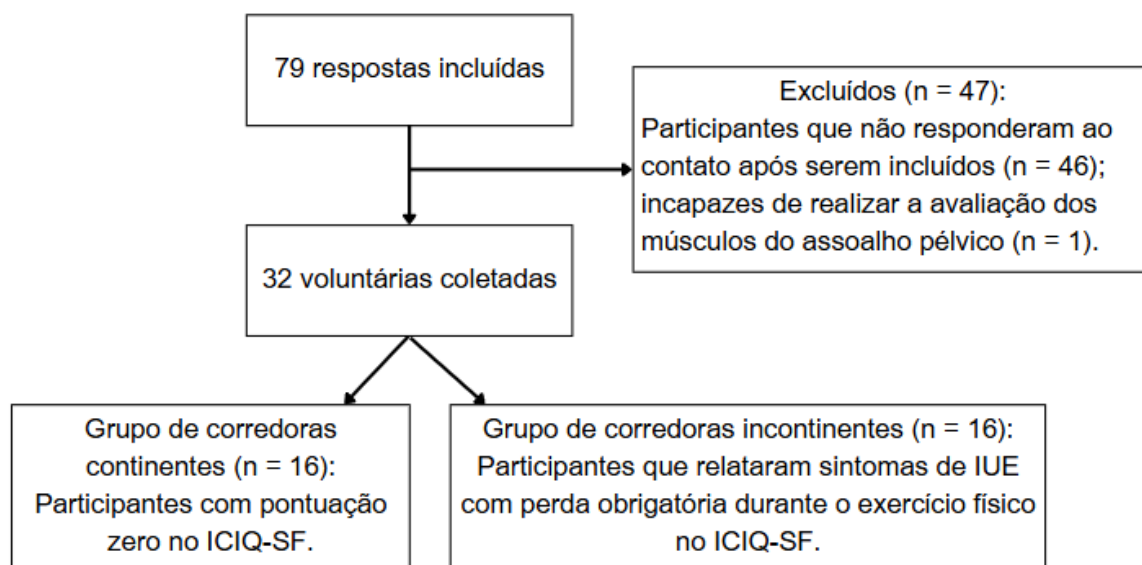 79 respostas incluídas
Excluídos (n = 47):
Participantes que não responderam ao
contato após serem incluídos (n = 46);
incapazes de realizar a avaliação dos
músculos do assoalho pélvico (n = 1).
32 voluntárias coletadas
Grupo de corredoras
continentes (n = 16):
Participantes com pontuação
zero no ICIQ-SF.
Grupo de corredoras incontinentes (n = 16):
Participantes que relataram sintomas de IUE
com perda obrigatória durante o exercício físico
no ICIQ-SF.